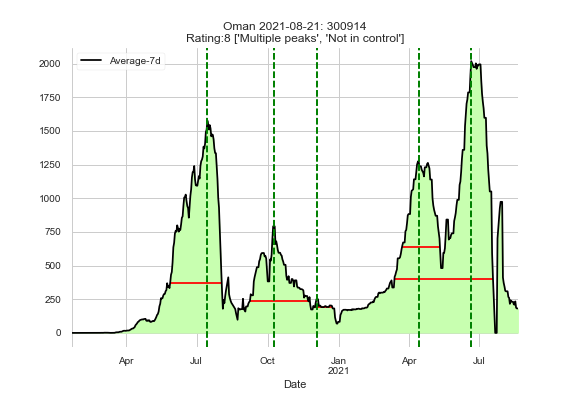 Oman 2021-08-21: 300914
Rating:8 ['Multiple peaks', 'Not in control']
Average-7d
2000
1750
1500
1250
1000
750
500
250
0
Apr Jul Oct Jan Apr Jul
2021
Date